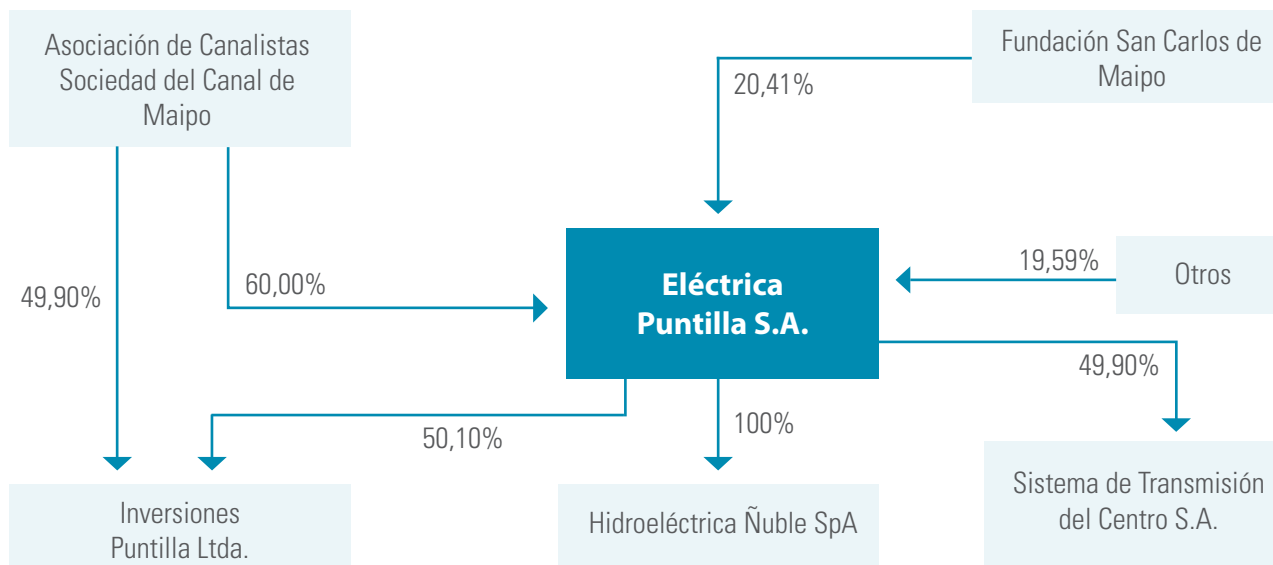 Asociación de Canalistas
Sociedad del Canal de
Maipo
Fundación San Carlos de
Maipo
20,41%
49,90%
60,00%
Eléctrica
Puntilla S.A.
19,59%
Otros
49,90%
50,10%
100%
Inversiones
Puntilla Ltda.
Hidroeléctrica Ñuble SpA
Sistema de Transmisión
del Centro S.A.